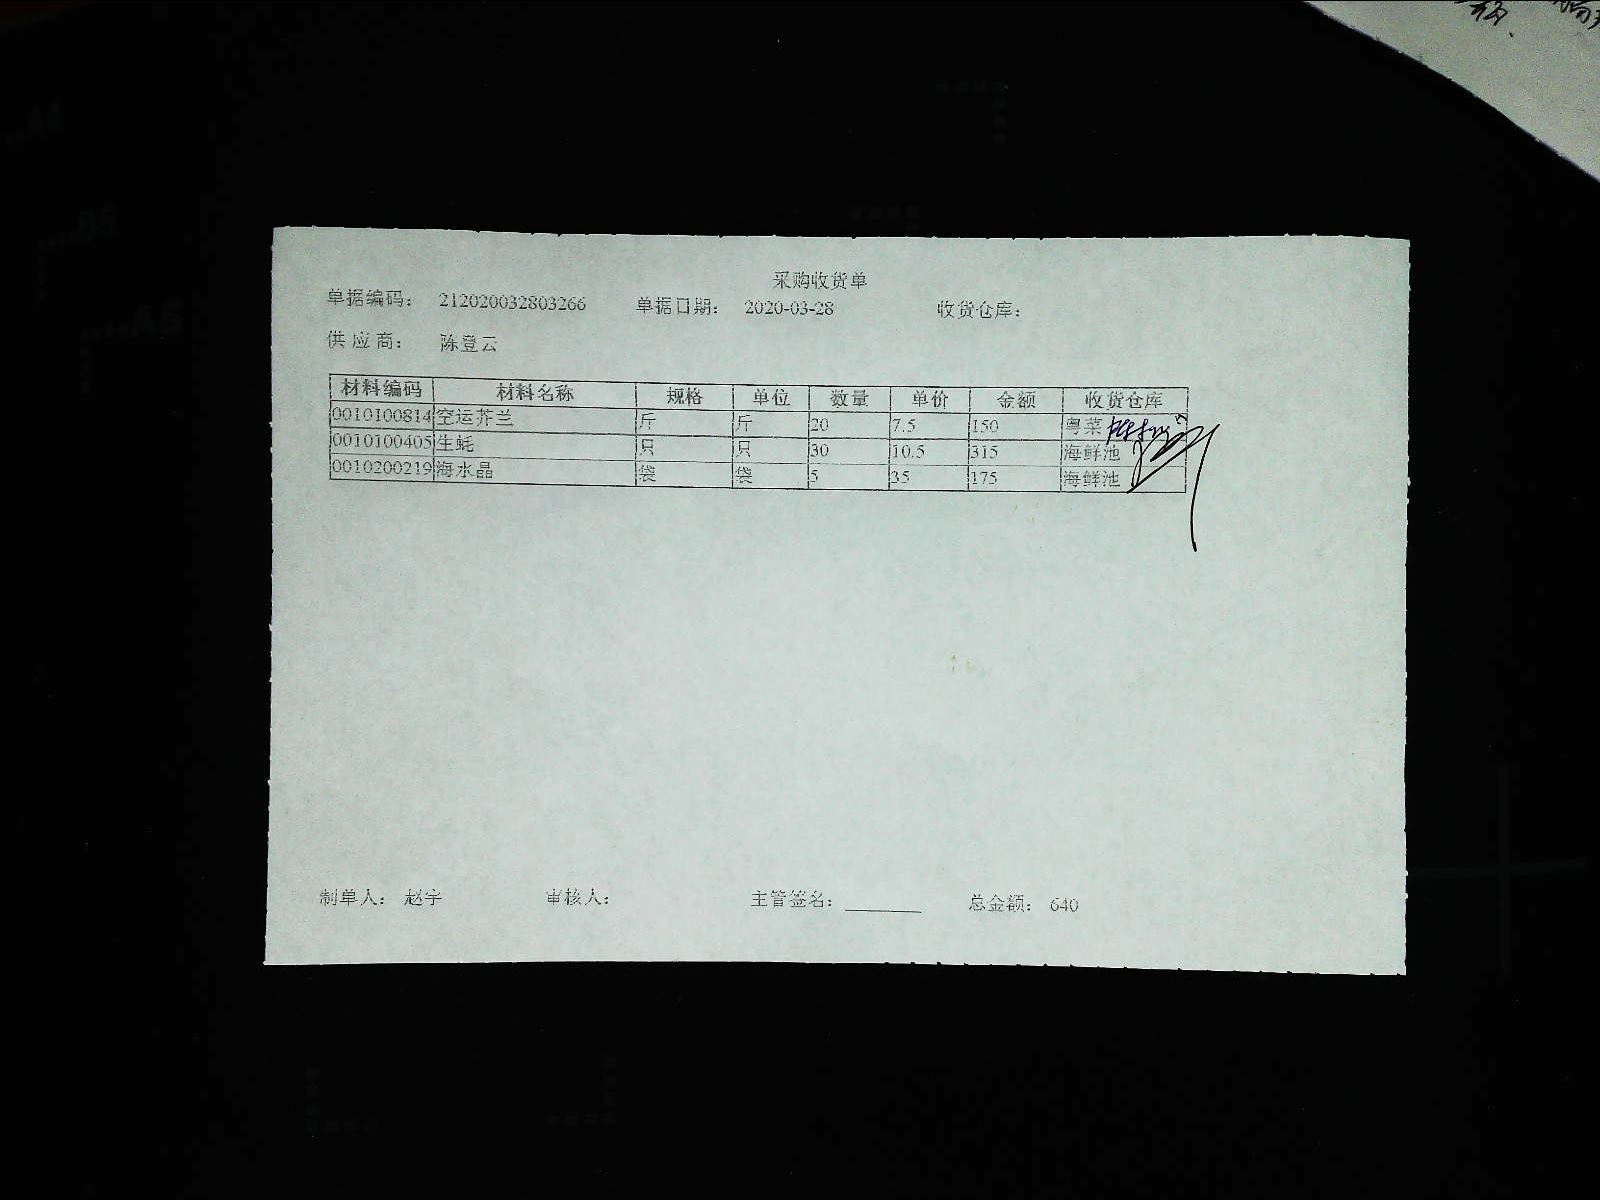 采购收货单
单据编码： 212020032803266 单据日期： 2020-03-28 收货仓库：
供 应 商： 陈登云
材料编码 材料名称 规格 单位 数量 单价 金额 收货仓库
0010100814 空运芥兰 斤 斤 20 7.5 150 粤菜
0010100405 生蚝 只 只 30 10.5 315 海鲜池
0010200219 海水晶 袋 袋 5 35 175 海鲜池
制单人： 赵宇 审核人： 主管签名： 总金额： 640
A4
B5
A5